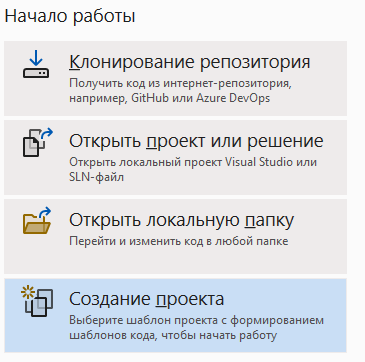 Начало работы
Клонирование репозитория
Получить код из интернет-репозитория,
например, GitHub или Azure DevOps
Открыть проект или решение
Открыть локальный проект Visual Studio или
SLN-файл
Открыть локальную папку
Перейти и изменить код в любой папке
Создание проекта
Выберите шаблон проекта с формированием
шаблонов кода, чтобы начать работу